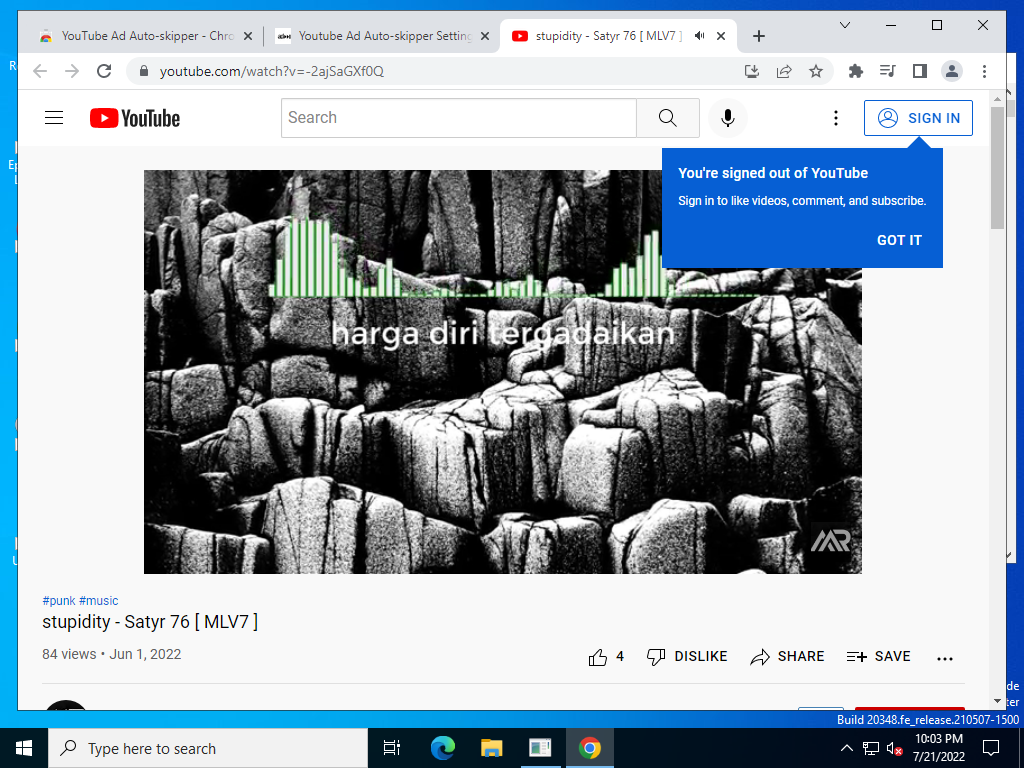 YouTube Ad Auto-skipper - Chro
Youtube Ad Auto-skipper Setting
stupidity - Satyr 76 [ MLV7 ]
youtube.com/watch?v=-2ajSaGXf0Q
YouTube
Search
SIGN IN
You're signed out of YouTube
Sign in to like videos, comment, and subscribe.
GOT IT
harga diri tergadaikan
#punk #music
stupidity - Satyr 76 [ MLV7 ]
84 views • Jun 1, 2022
4
DISLIKE
SHARE
SAVE
Build 20348.fe_release.210507-1500
Type here to search
10:03 PM
7/21/2022